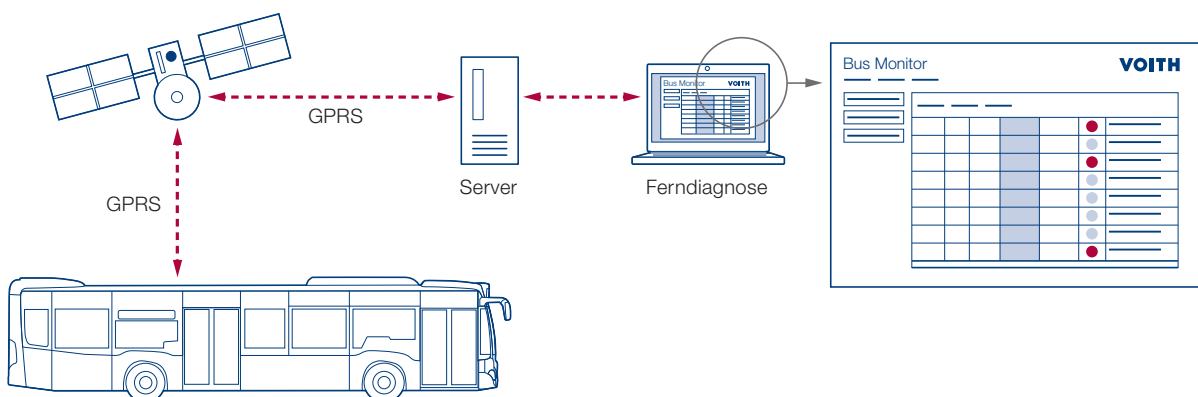 GPRS
GPRS
Server
Ferndiagnose
Bus Monitor
Bus Monitor
VOITH
VOITH